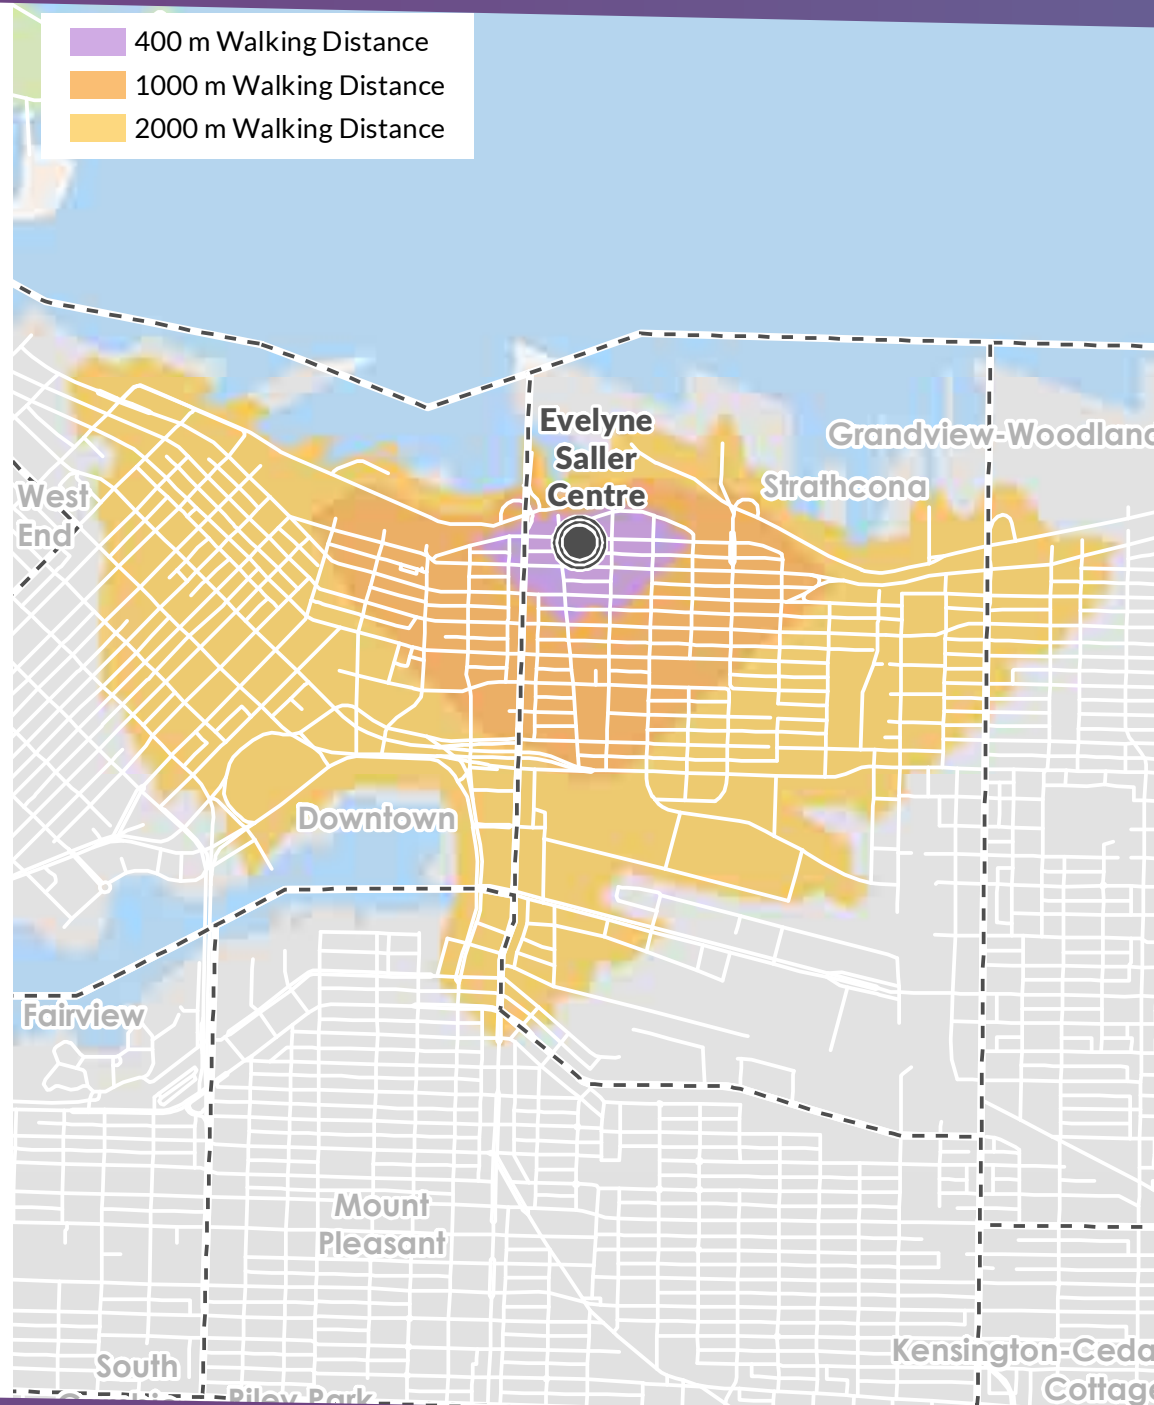 400 m Walking Distance
1000 m Walking Distance
2000 m Walking Distance
Evelyne
Saller
Centre
Grandview-Woodland
Strathcona
West
End
Downtown
Fairview
Mount
Pleasant
Kensington-Ceda
Cottage
South
Riley Park